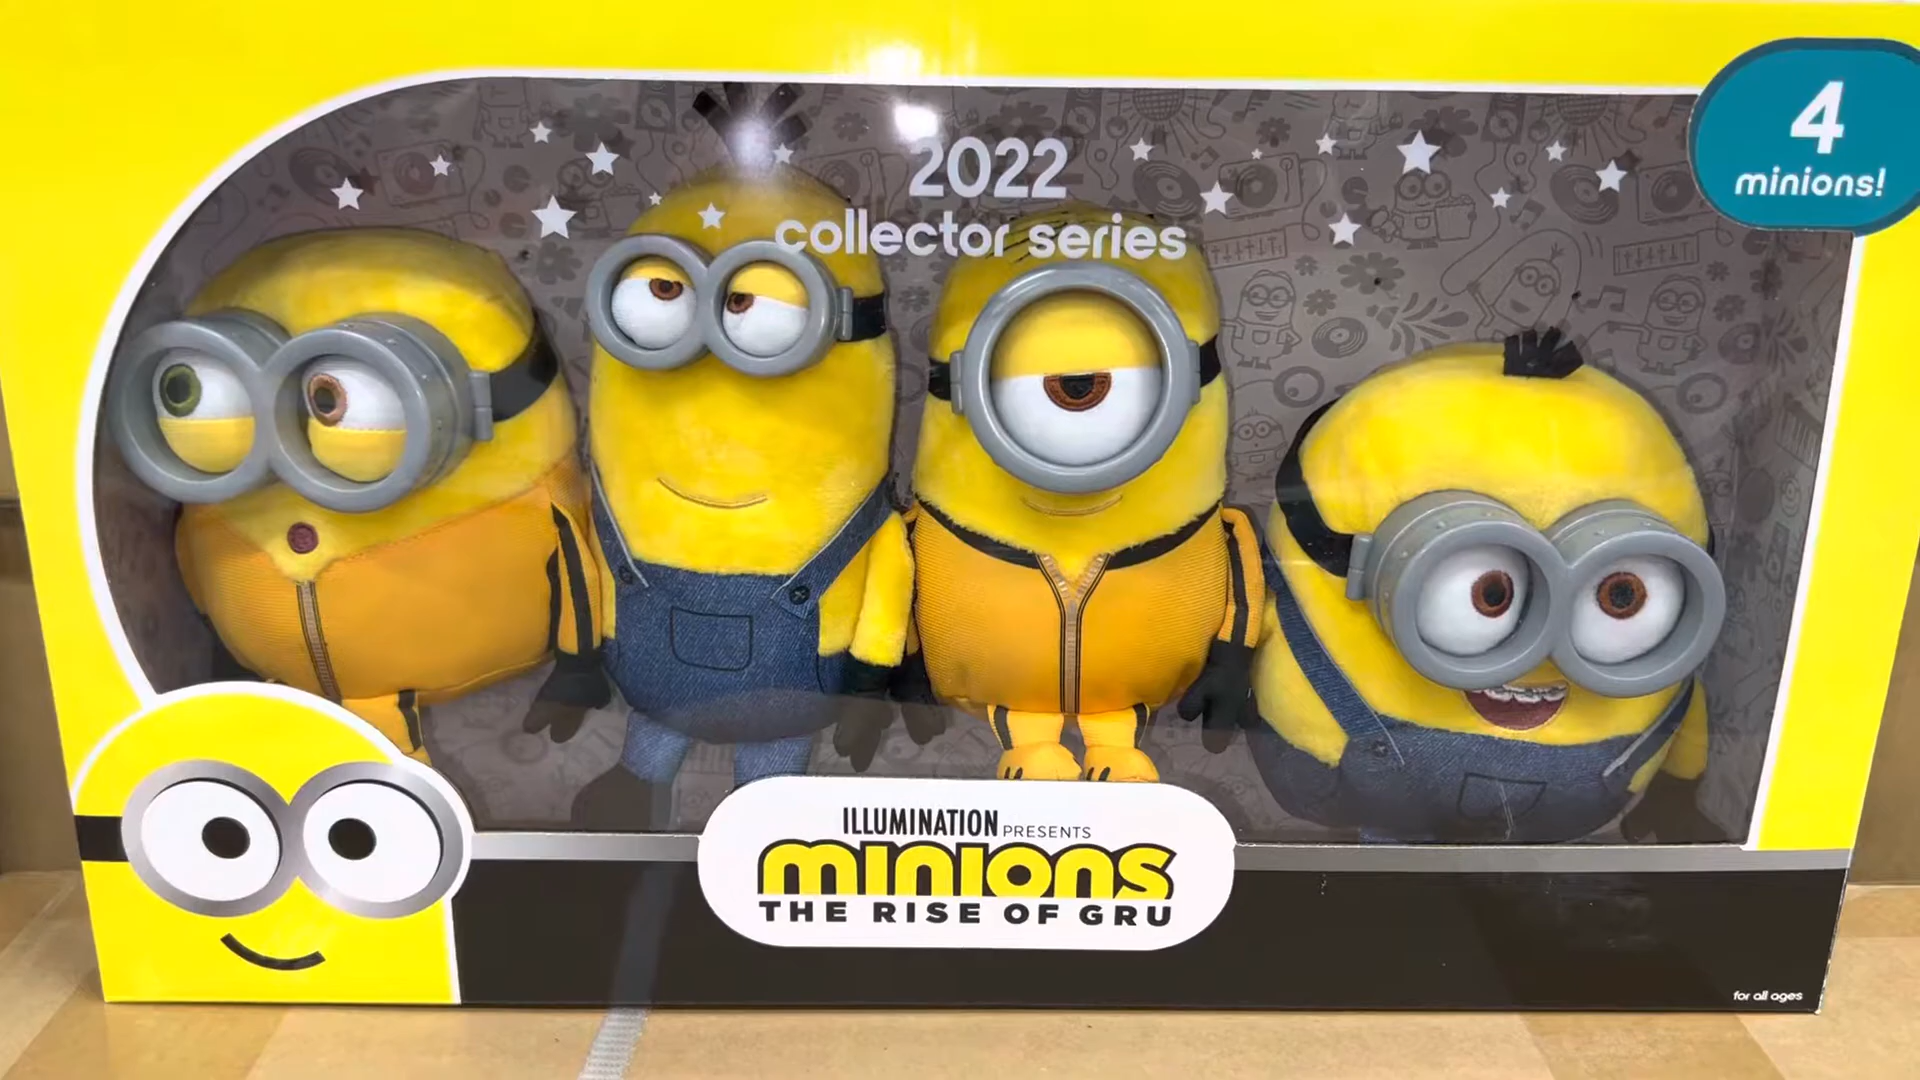 2022
collector series
4
minions!
ILLUMINATION PRESENTS
minions
THE RISE OF GRU
for all ages